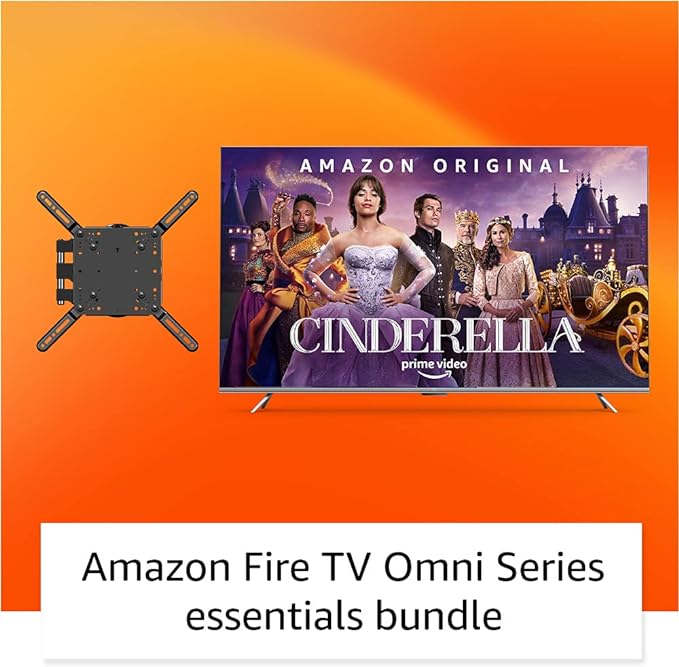 AMAZON ORIGINAL
CINDERELLA
prime video
Amazon Fire TV Omni Series
essentials bundle